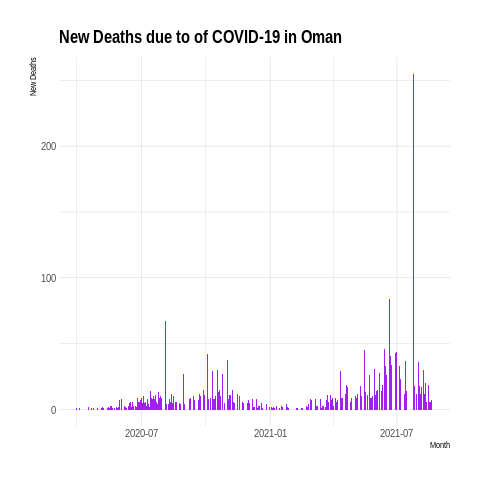 New Deaths due to of COVID-19 in Oman
New Deaths
200
100
0
2020-07
2021-01
2021-07
Month